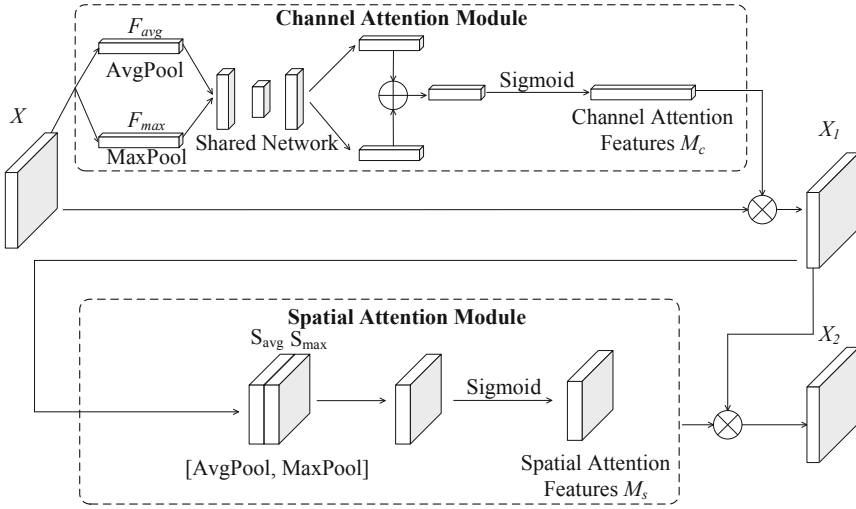 Channel Attention Module
F_avg
AvgPool
F_max
MaxPool
Shared Network
Sigmoid
Channel Attention
Features M_c
X
X_1
Spatial Attention Module
S_avg S_max
[AvgPool, MaxPool]
Sigmoid
Spatial Attention
Features M_s
X_2